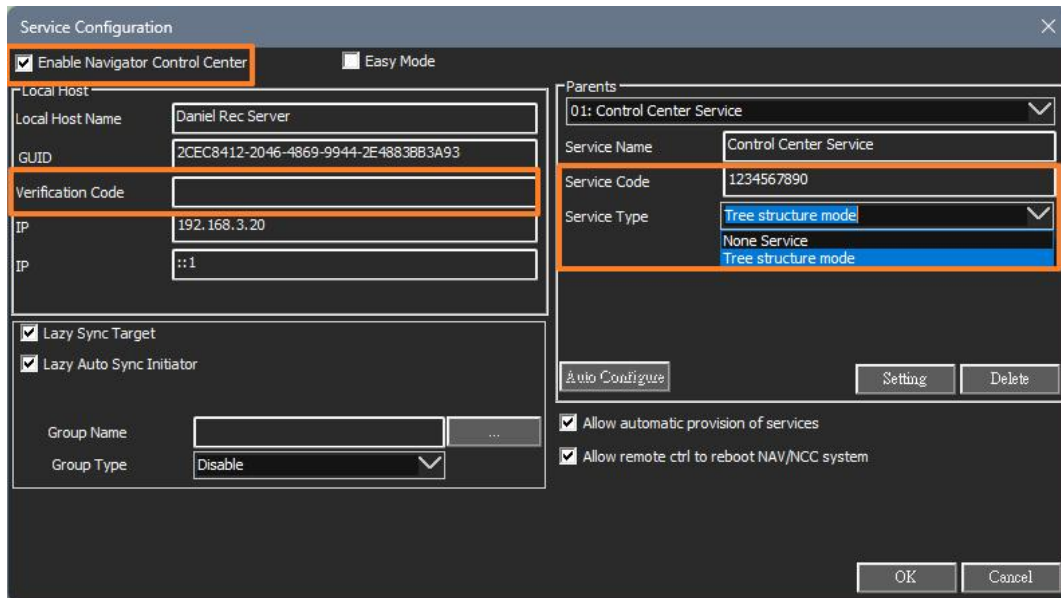 Service Configuration
Enable Navigator Control Center
Easy Mode
Local Host
Local Host Name
Daniel Rec Server
GUID
2CEC8412-2046-4869-9944-2E4883BB3A93
Verification Code
IP
192.168.3.20
IP
::1
Lazy Sync Target
Lazy Auto Sync Initiator
Group Name
...
Group Type
Disable
Parents
01: Control Center Service
Service Name
Control Center Service
Service Code
1234567890
Service Type
Tree structure mode
None Service
Tree structure mode
Auto Configure
Setting
Delete
Allow automatic provision of services
Allow remote ctrl to reboot NAV/NCC system
OK
Cancel